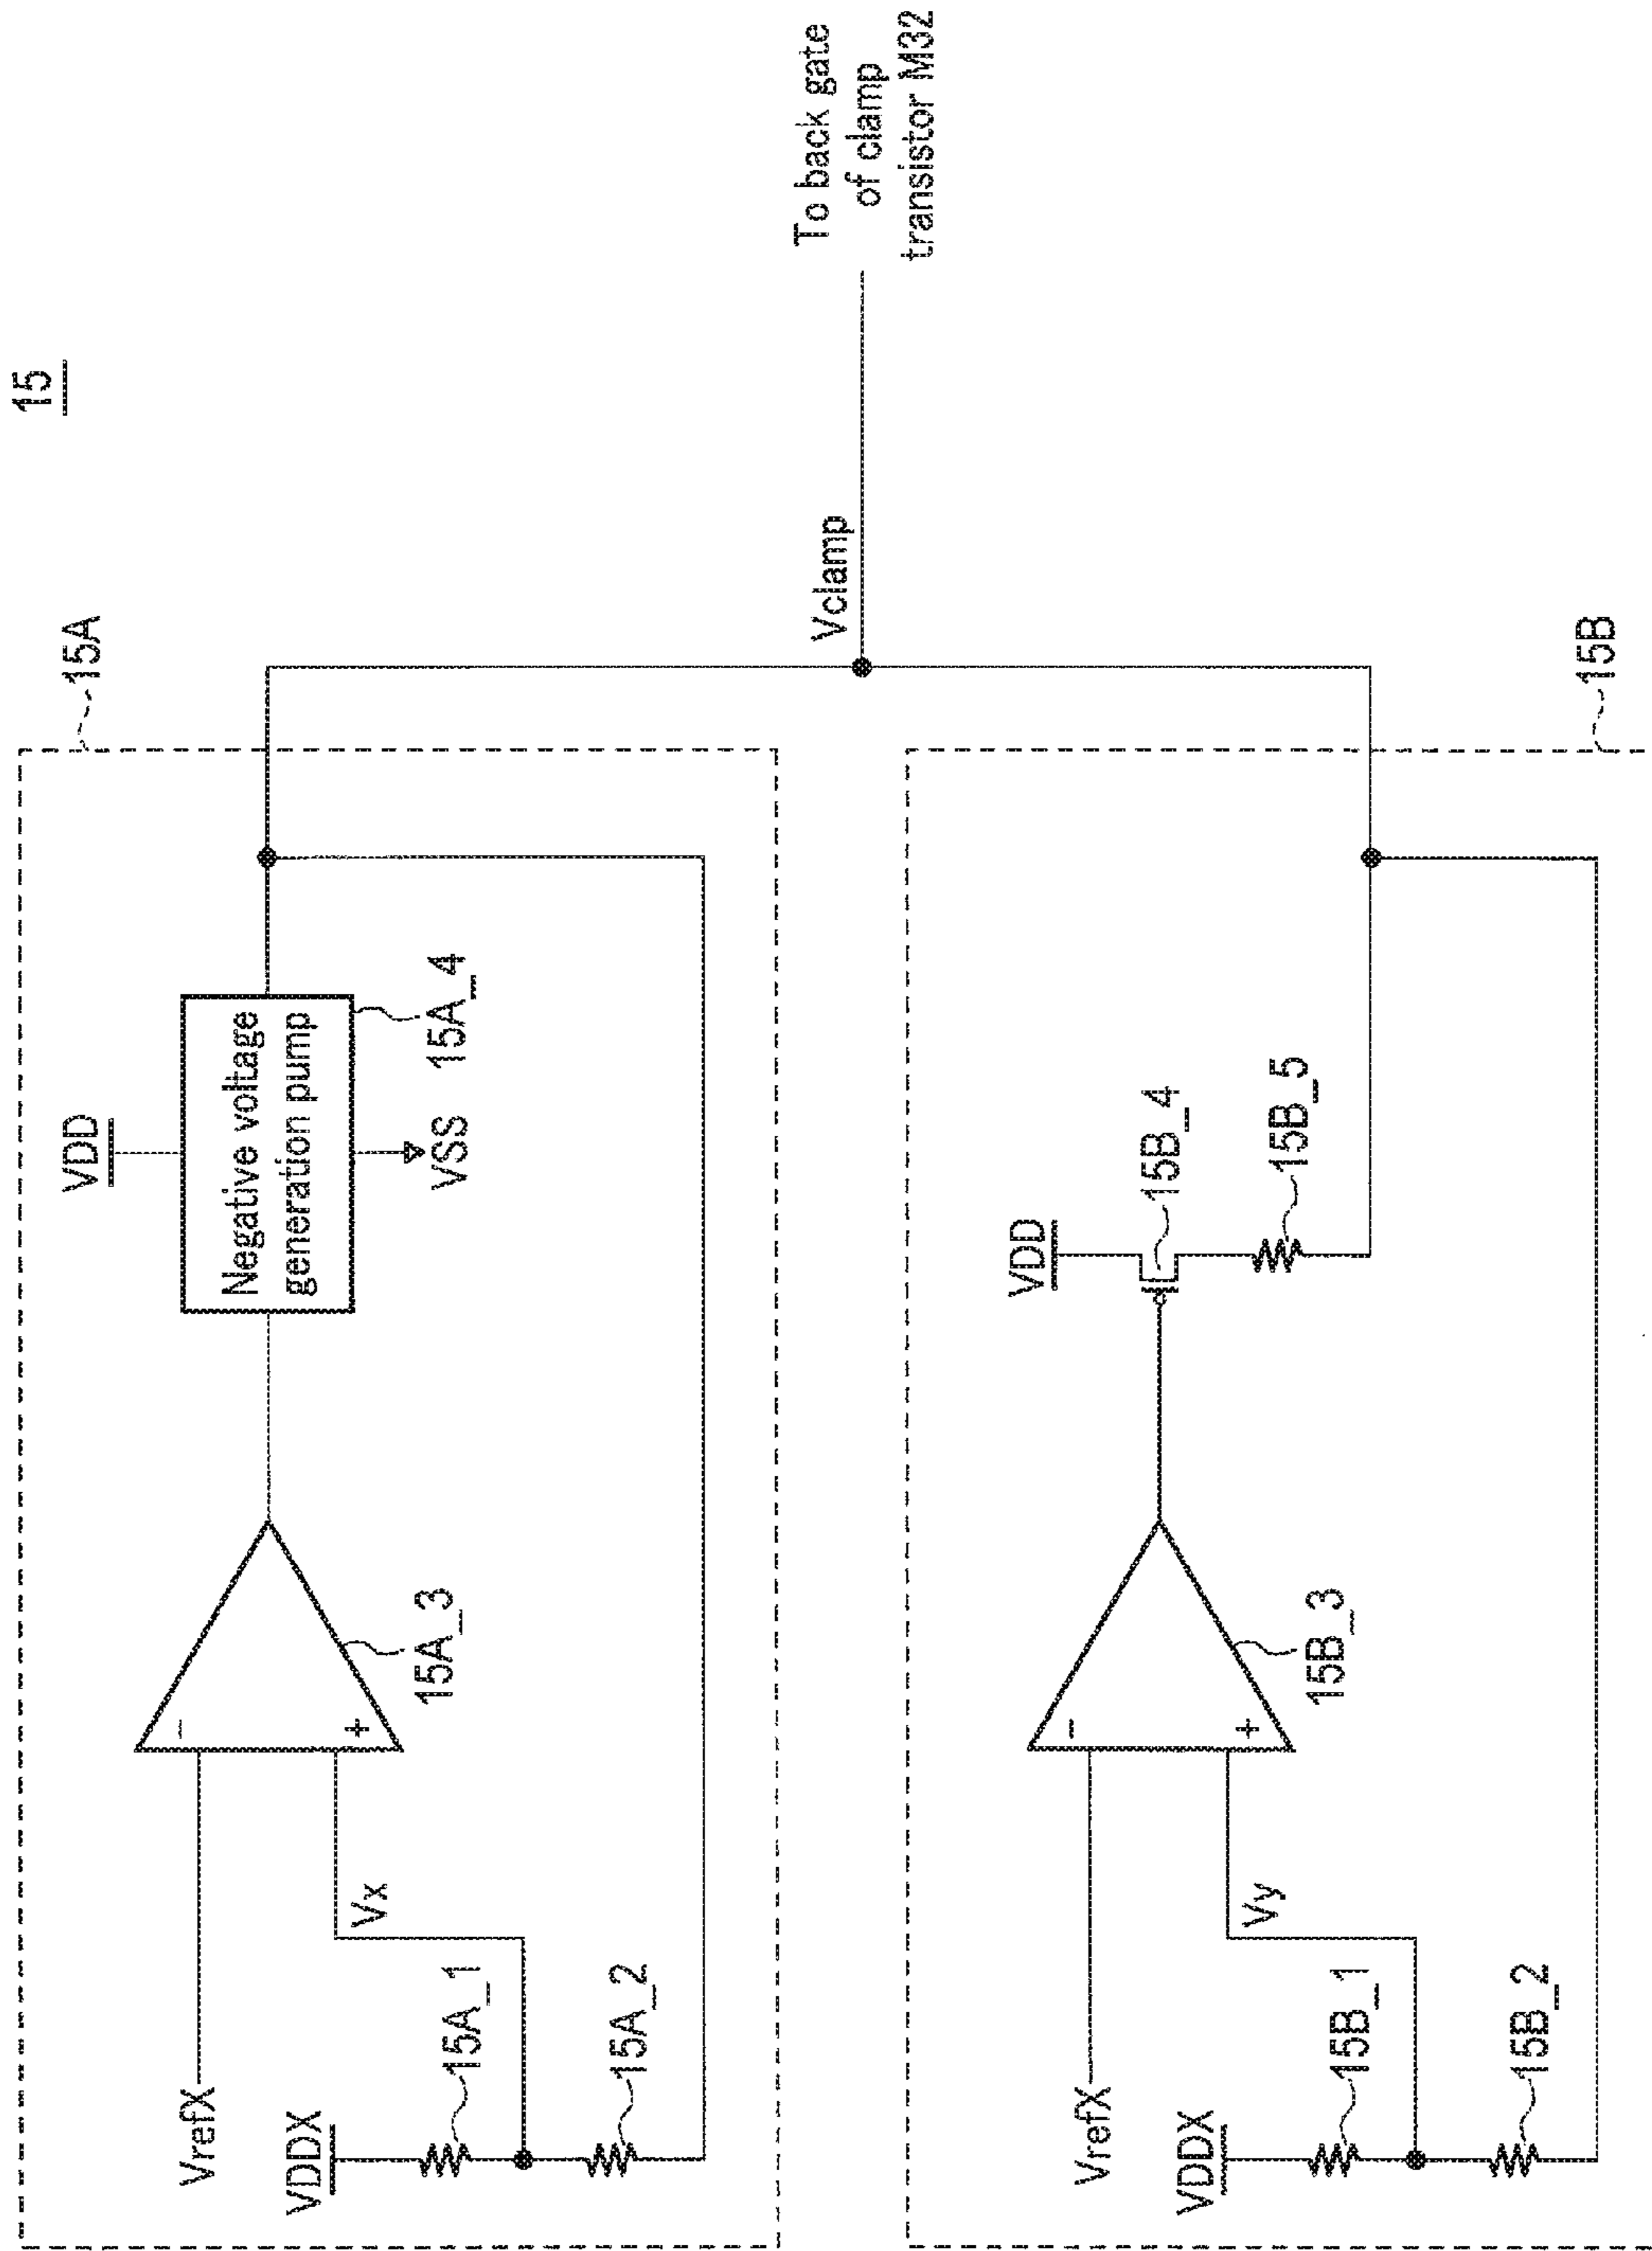 15
15A
VDD
Negative voltage
generation pump
VSS
15A_4
VrefX
−
+
15A_3
Vx
VDDX
15A_1
15A_2
Vclamp
To back gate
of clamp
transistor M32
15B
VDD
15B_4
15B_5
VrefX
−
+
15B_3
Vy
VDDX
15B_1
15B_2